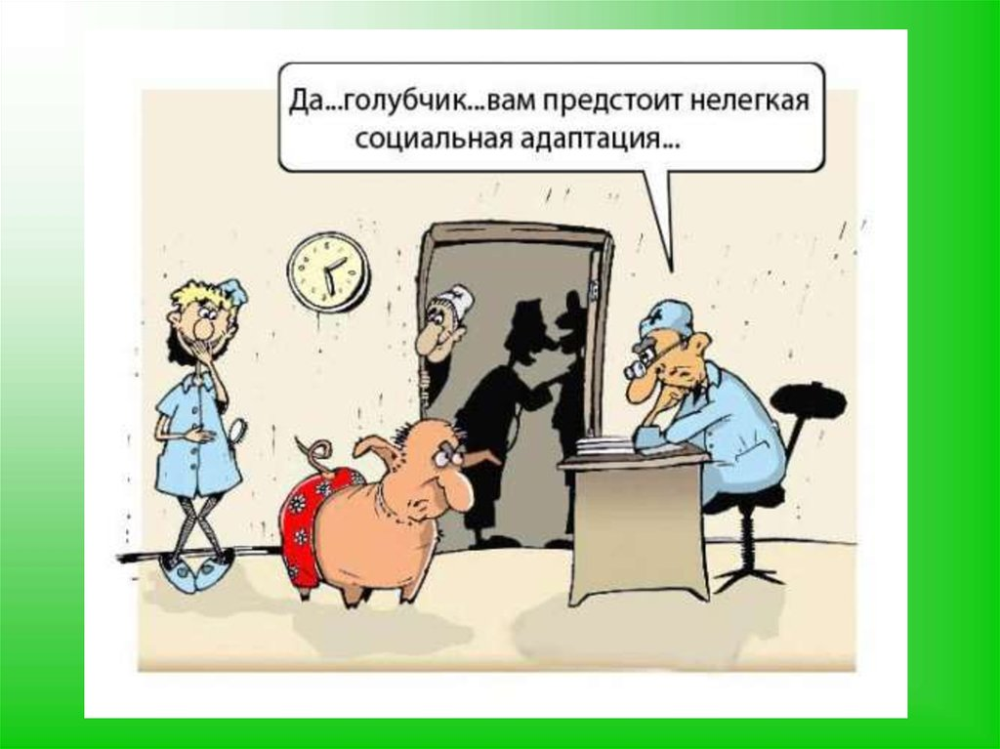 Да...голубчик...вам предстоит нелегкая
социальная адаптация...